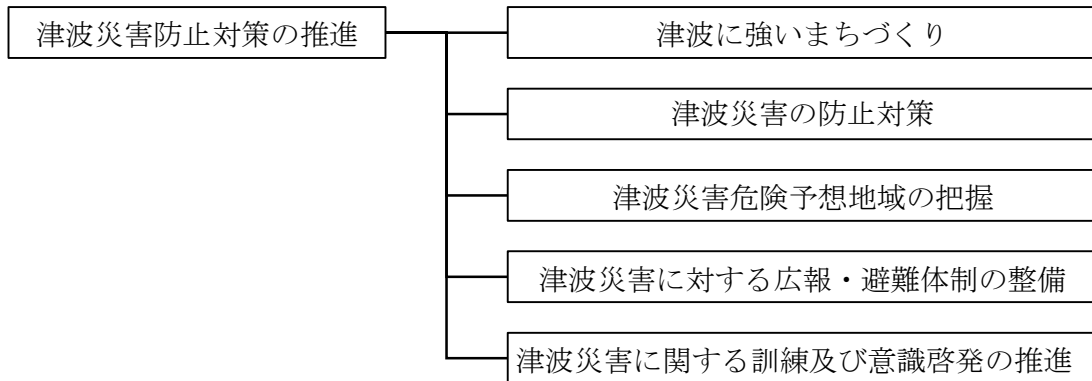 津波災害防止対策の推進
津波に強いまちづくり
津波災害の防止対策
津波災害危険予想地域の把握
津波災害に対する広報・避難体制の整備
津波災害に関する訓練及び意識啓発の推進